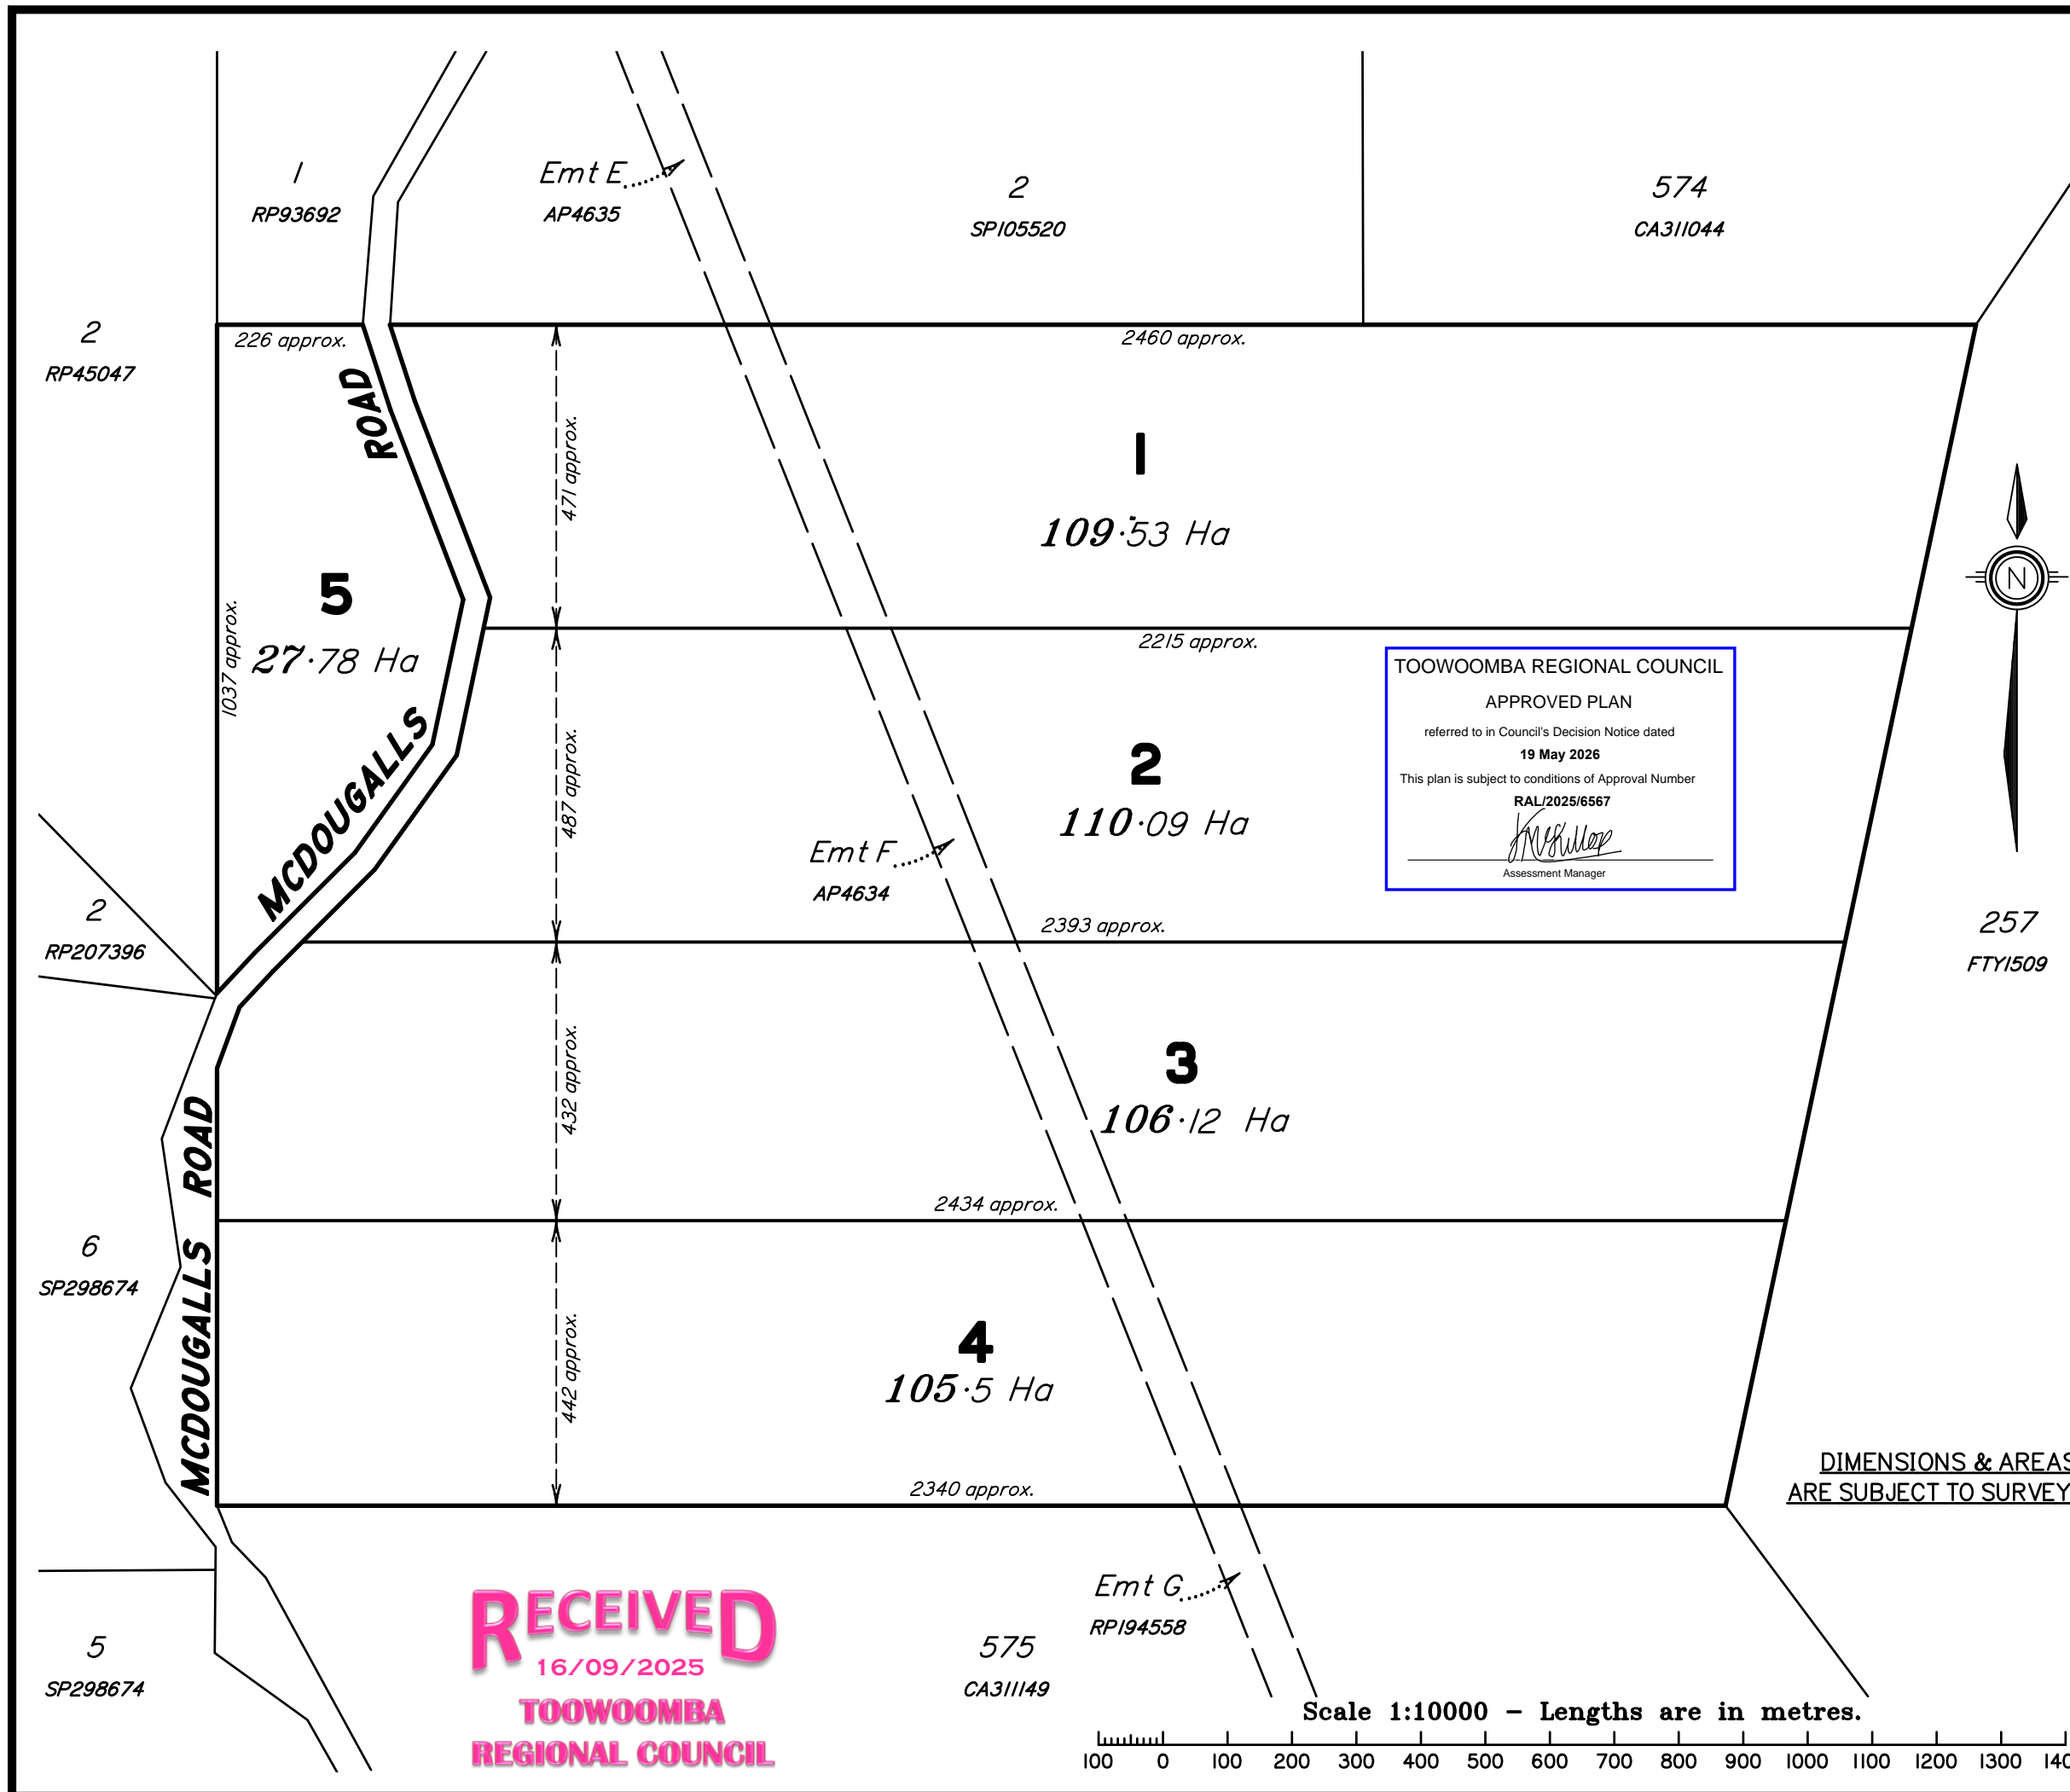 1
RP93692
Emt E
AP4635
2
SP105520
574
CA311044
2
RP45047
226 approx.
2460 approx.
ROAD
471 approx.
1
109·53 Ha
N
5
27·78 Ha
1037 approx.
2215 approx.
TOOWOOMBA REGIONAL COUNCIL
APPROVED PLAN
referred to in Council's Decision Notice dated
19 May 2026
This plan is subject to conditions of Approval Number
RAL/2025/6567
Assessment Manager
MCDOUGALLS
487 approx.
2
110·09 Ha
Emt F
AP4634
2
RP207396
2393 approx.
257
FTY1509
432 approx.
3
106·12 Ha
MCDOUGALLS ROAD
2434 approx.
6
SP298674
442 approx.
4
105·5 Ha
2340 approx.
DIMENSIONS & AREAS
ARE SUBJECT TO SURVEY
Emt G
RP194558
RECEIVED
16/09/2025
TOOWOOMBA
REGIONAL COUNCIL
5
SP298674
575
CA311149
Scale 1:10000 – Lengths are in metres.
100 0 100 200 300 400 500 600 700 800 900 1000 1100 1200 1300